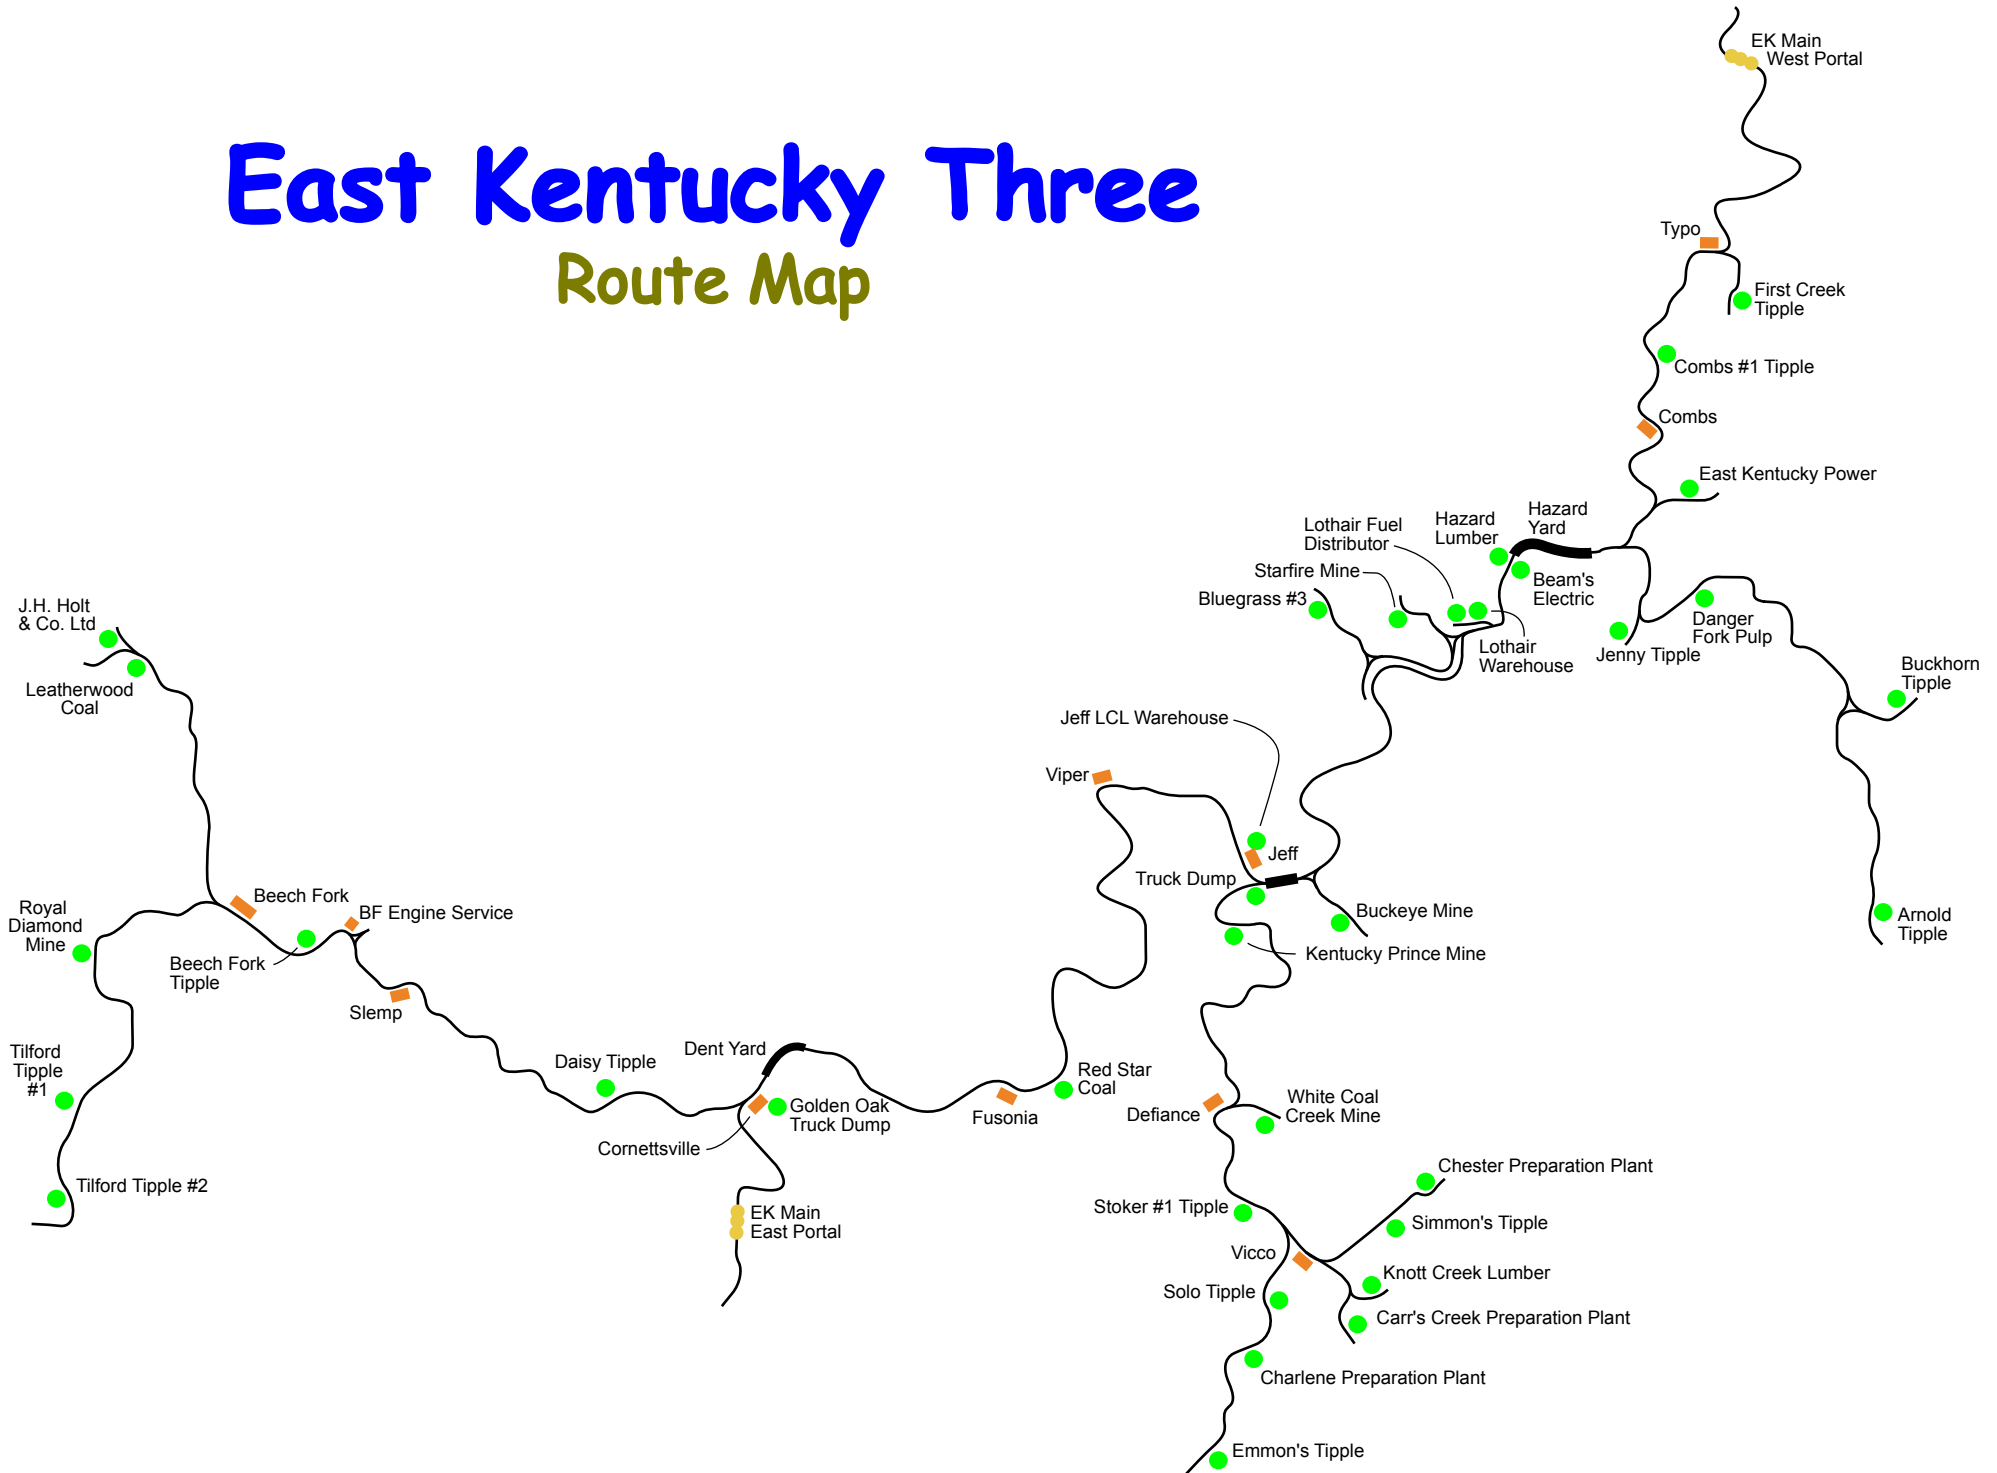 East Kentucky Three
Route Map
EK Main
West Portal
Typo
First Creek
Tipple
Combs #1 Tipple
Combs
East Kentucky Power
Hazard
Yard
Hazard
Lumber
Lothair Fuel
Distributor
Starfire Mine
Bluegrass #3
Beam's
Electric
Lothair
Warehouse
Jenny Tipple
Danger
Fork Pulp
Buckhorn
Tipple
Arnold
Tipple
J.H. Holt
& Co. Ltd
Leatherwood
Coal
Jeff LCL Warehouse
Viper
Jeff
Truck Dump
Buckeye Mine
Kentucky Prince Mine
Beech Fork
BF Engine Service
Royal
Diamond
Mine
Beech Fork
Tipple
Slemp
Tilford
Tipple
#1
Tilford Tipple #2
Daisy Tipple
Dent Yard
Golden Oak
Truck Dump
Cornettsville
EK Main
East Portal
Fusonia
Red Star
Coal
Defiance
White Coal
Creek Mine
Stoker #1 Tipple
Chester Preparation Plant
Simmon's Tipple
Vicco
Knott Creek Lumber
Solo Tipple
Carr's Creek Preparation Plant
Charlene Preparation Plant
Emmon's Tipple